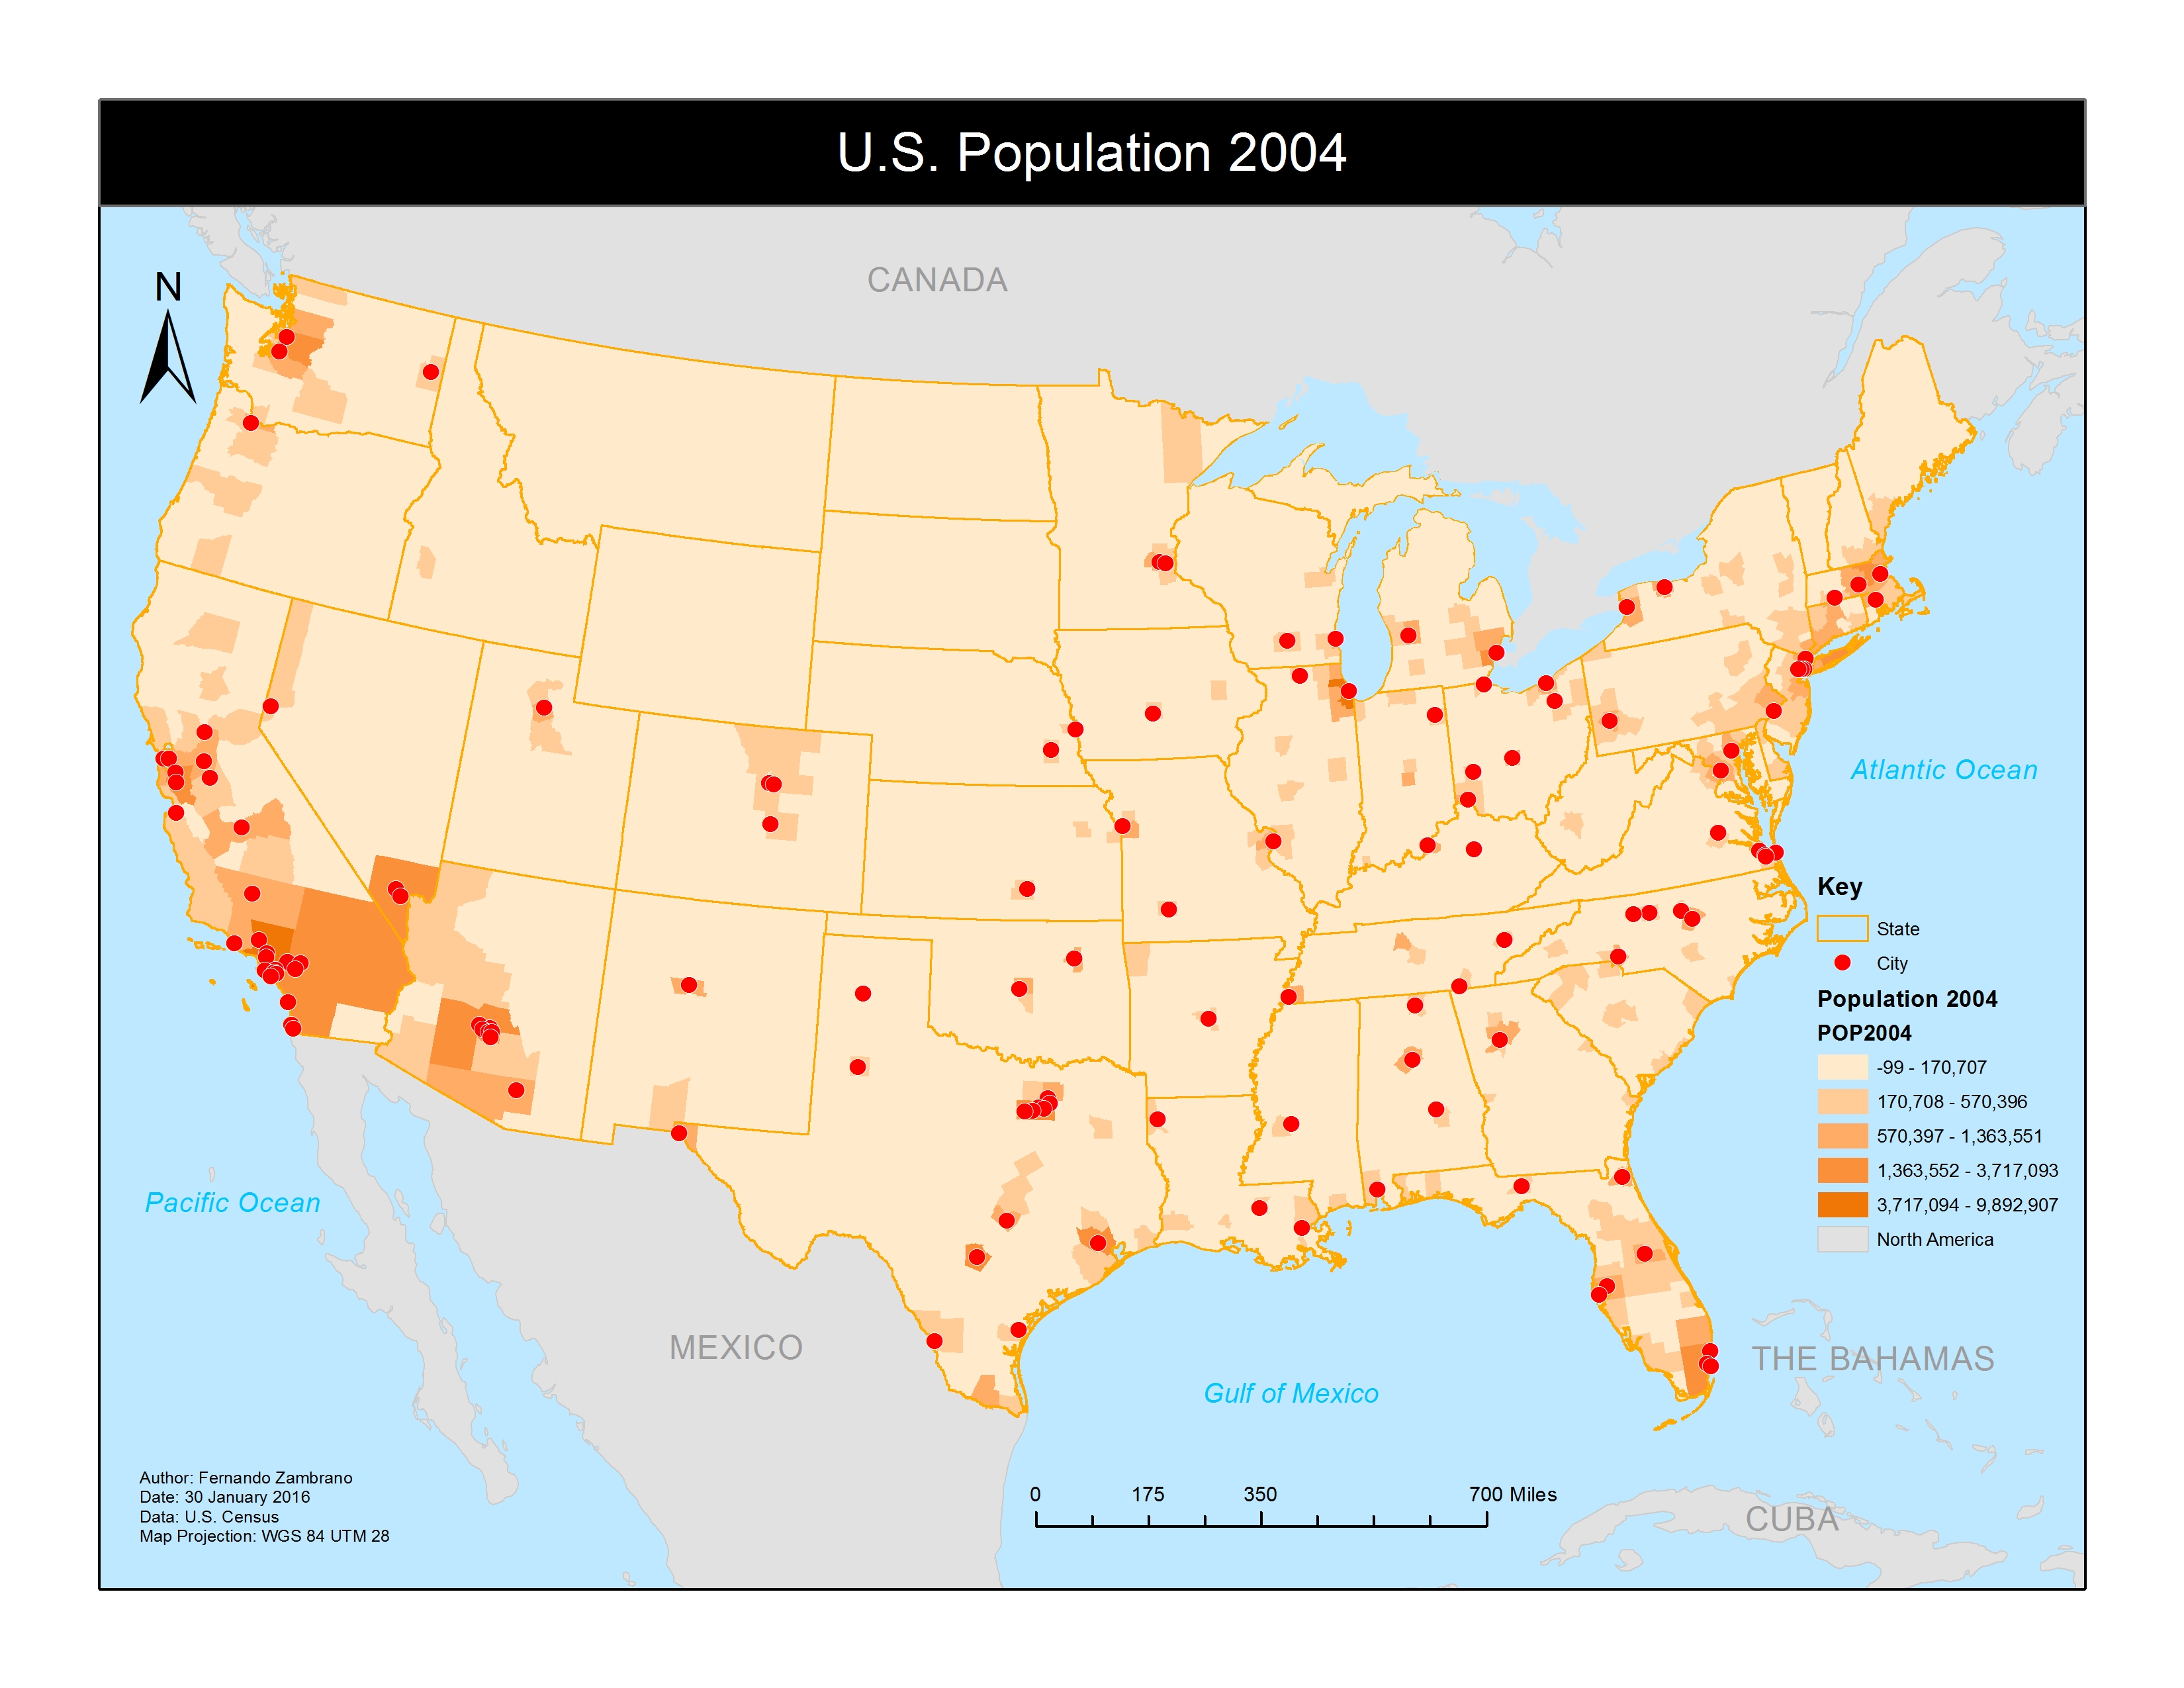 U.S. Population 2004
N
CANADA
Atlantic Ocean
Key
State
City
Population 2004
POP2004
-99 - 170,707
170,708 - 570,396
570,397 - 1,363,551
1,363,552 - 3,717,093
3,717,094 - 9,892,907
North America
Pacific Ocean
MEXICO
THE BAHAMAS
Gulf of Mexico
Author: Fernando Zambrano
Date: 30 January 2016
Data: U.S. Census
Map Projection: WGS 84 UTM 28
0 175 350 700 Miles
CUBA